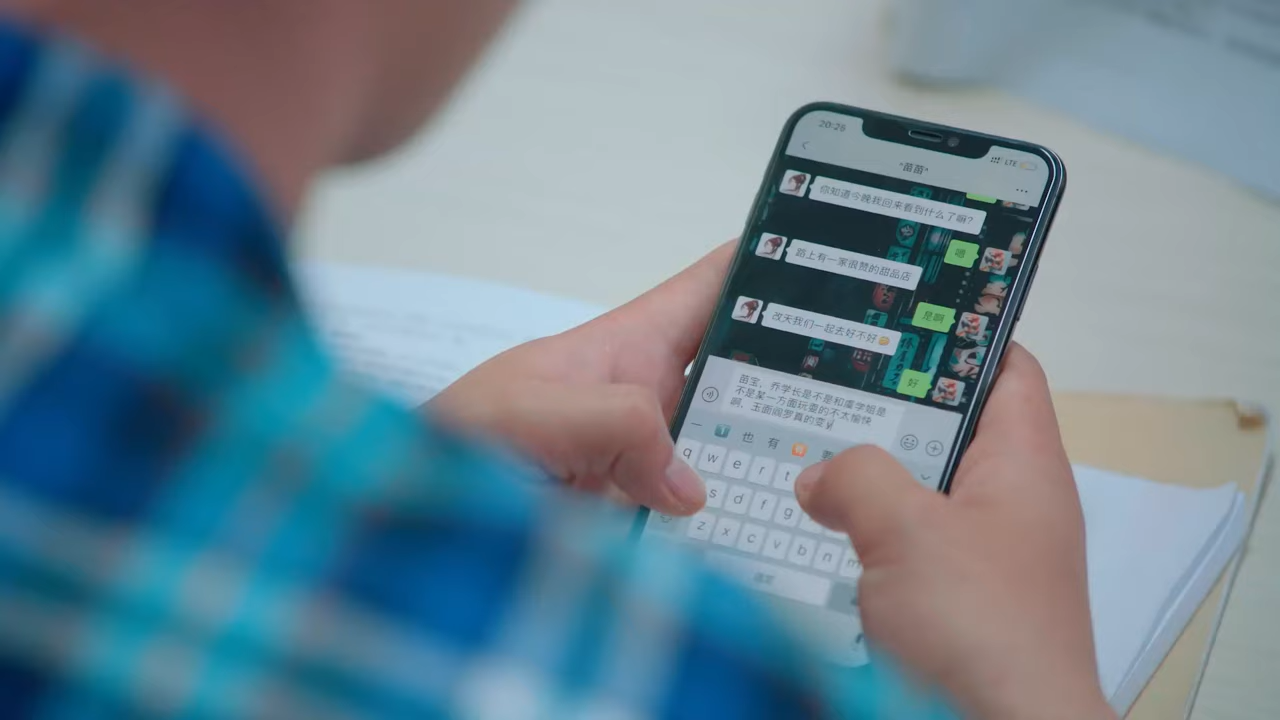 20:26
LTE
"苗苗"
你知道今晚我回来看到什么了嘛?
嗯
路上有一家很赞的甜品店
是啊
改天我们一起去好不好
好
苗宝，乔学长是不是和虞学姐是
不是某一方面玩耍的不太愉快
啊，玉面阎罗真的变
也 有
q w e r t
s d f g
z x c v b n m